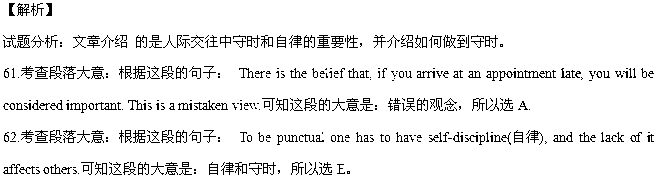 【解析】
试题分析：文章介绍 的是人际交往中守时和自律的重要性，并介绍如何做到守时。
61.考查段落大意：根据这段的句子： There is the belief that, if you arrive at an appointment late, you will be
considered important. This is a mistaken view.可知这段的大意是：错误的观念，所以选 A.
62.考查段落大意：根据这段的句子： To be punctual one has to have self-discipline(自律), and the lack of it
affects others.可知这段的大意是：自律和守时，所以选 E。